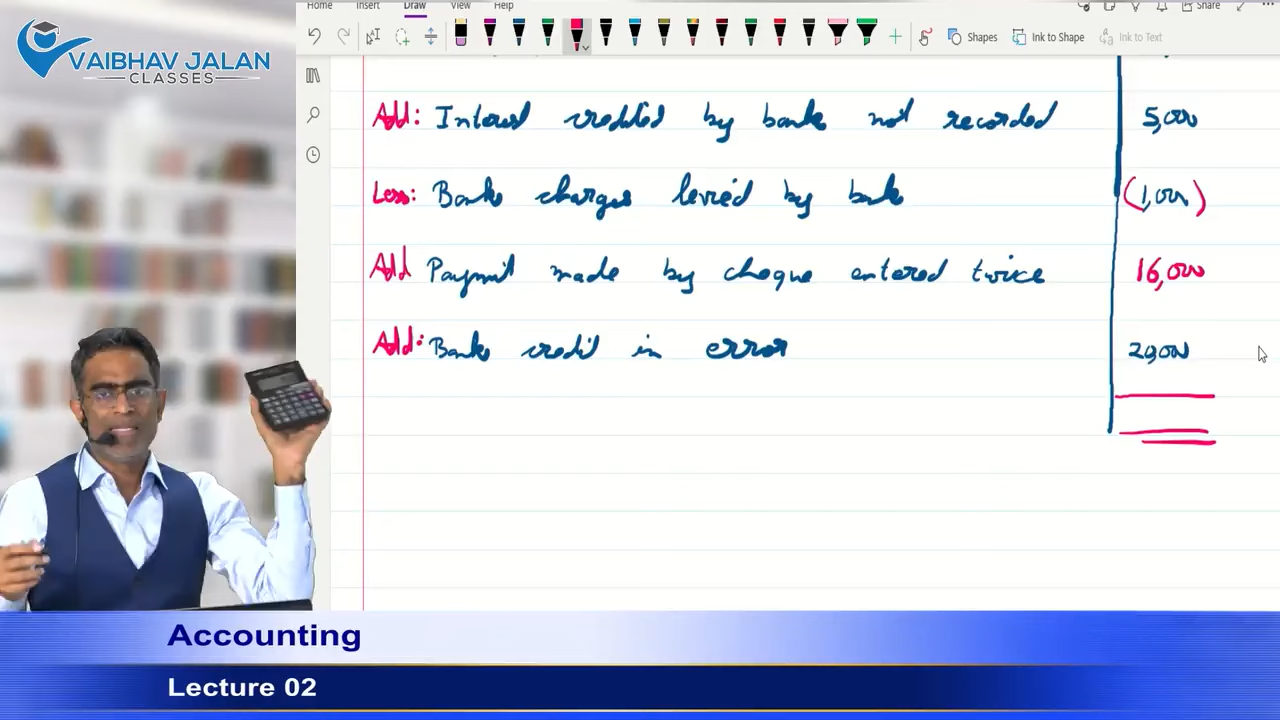 Home Insert Draw View Help Share
VAIBHAV JALAN
CLASSES
Shapes Ink to Shape Ink to Text
Add: Interest credited by bank not recorded 5,000
Less: Bank charges levied by bank (1,000)
Add Payment made by cheque entered twice 16,000
Add: Bank credit in error 20,000
Accounting
Lecture 02